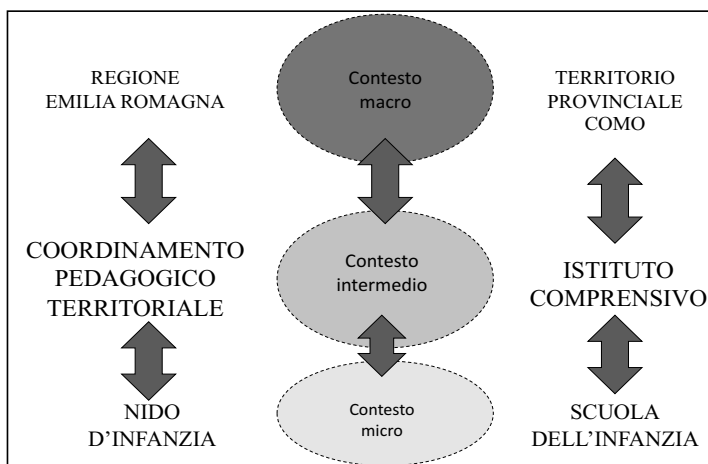 REGIONE
EMILIA ROMAGNA
Contesto
macro
TERRITORIO
PROVINCIALE
COMO
COORDINAMENTO
PEDAGOGICO
TERRITORIALE
Contesto
intermedio
ISTITUTO
COMPRENSIVO
NIDO
D’INFANZIA
Contesto
micro
SCUOLA
DELL’INFANZIA